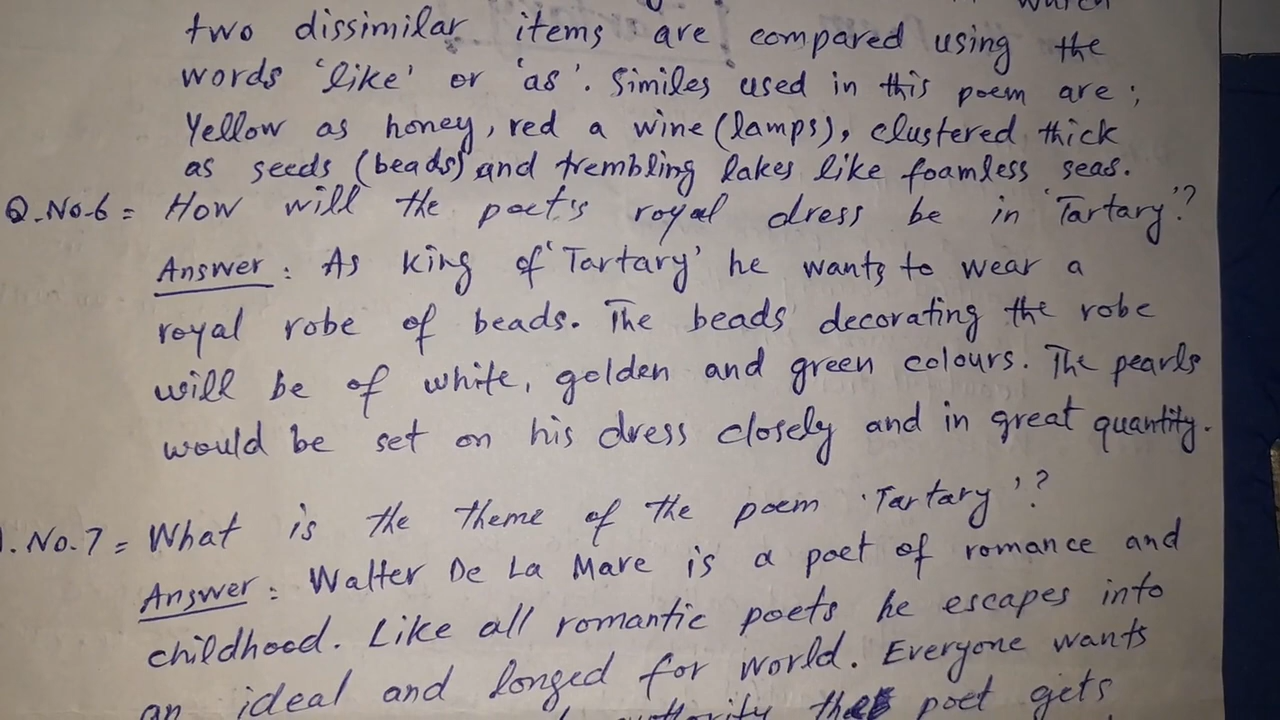 which
two dissimilar items are compared using the
words 'like' or 'as'. Similes used in this poem are;
Yellow as honey, red a wine (lamps), clustered thick
as seeds (beads) and trembling lakes like foamless seas.
Q.No.6 = How will the poet's royal dress be in 'Tartary'?
Answer: As king of 'Tartary' he wants to wear a
royal robe of beads. The beads decorating the robe
will be of white, golden and green colours. The pearls
would be set on his dress closely and in great quantity.
.No.7 = What is the theme of the poem 'Tartary'?
Answer: Walter De La Mare is a poet of romance and
childhood. Like all romantic poets he escapes into
an ideal and longed for world. Everyone wants
authority the poet gets